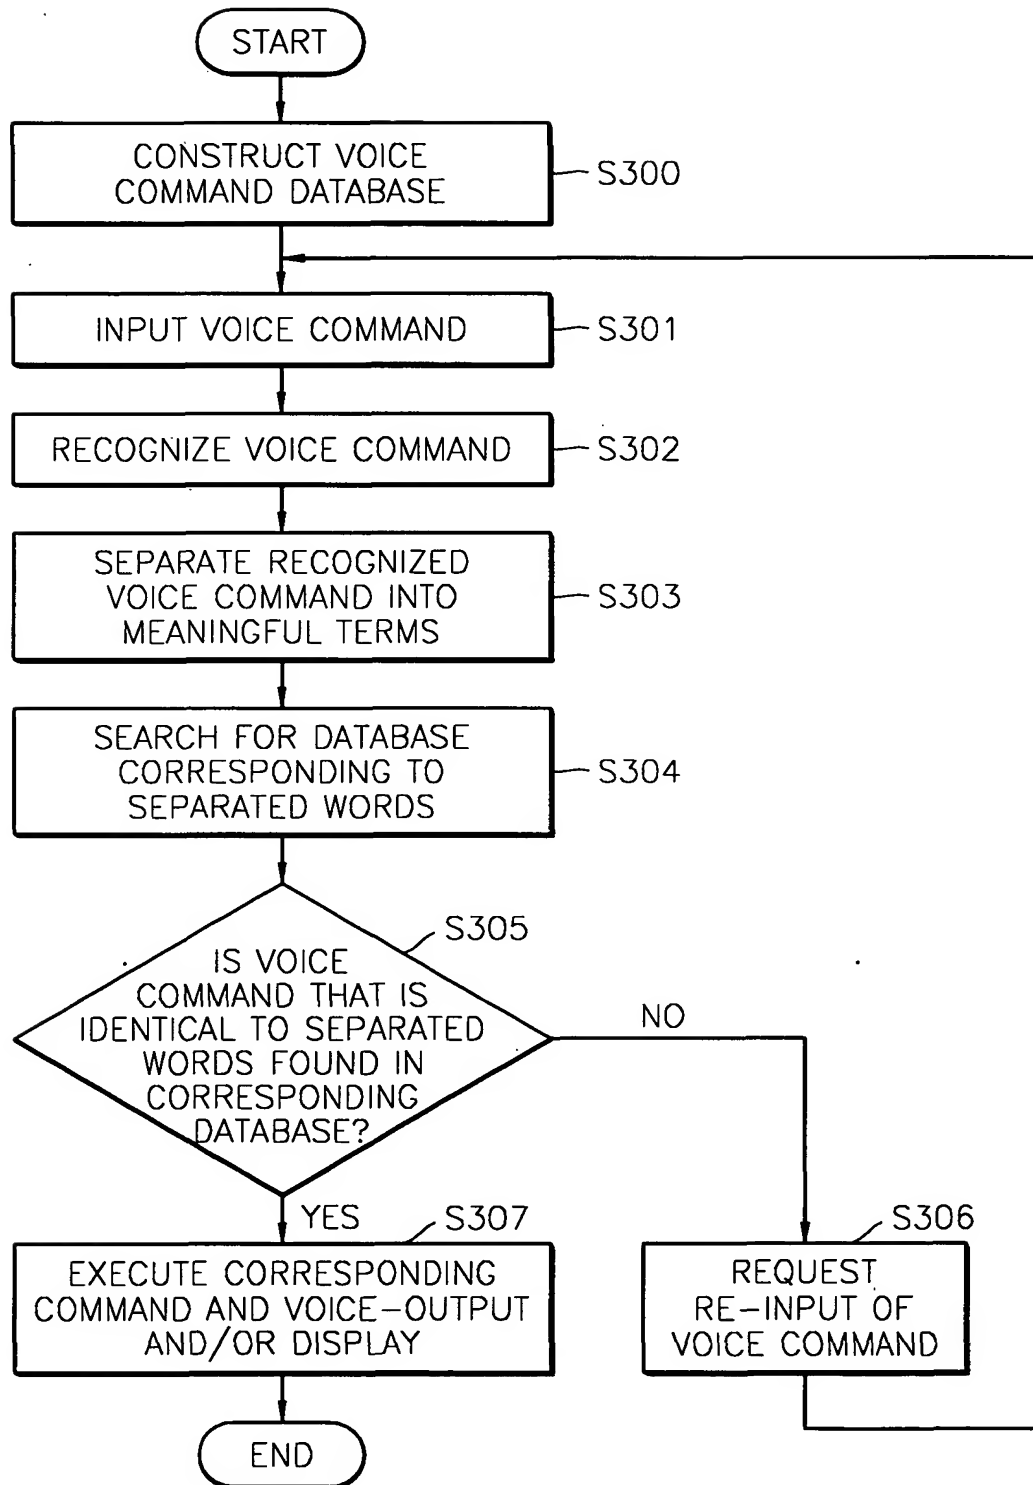 START
CONSTRUCT VOICE
COMMAND DATABASE
S300
INPUT VOICE COMMAND
S301
RECOGNIZE VOICE COMMAND
S302
SEPARATE RECOGNIZED
VOICE COMMAND INTO
MEANINGFUL TERMS
S303
SEARCH FOR DATABASE
CORRESPONDING TO
SEPARATED WORDS
S304
S305
IS VOICE
COMMAND THAT IS
IDENTICAL TO SEPARATED
WORDS FOUND IN
CORRESPONDING
DATABASE?
NO
YES
S307
EXECUTE CORRESPONDING
COMMAND AND VOICE-OUTPUT
AND/OR DISPLAY
S306
REQUEST
RE-INPUT OF
VOICE COMMAND
END